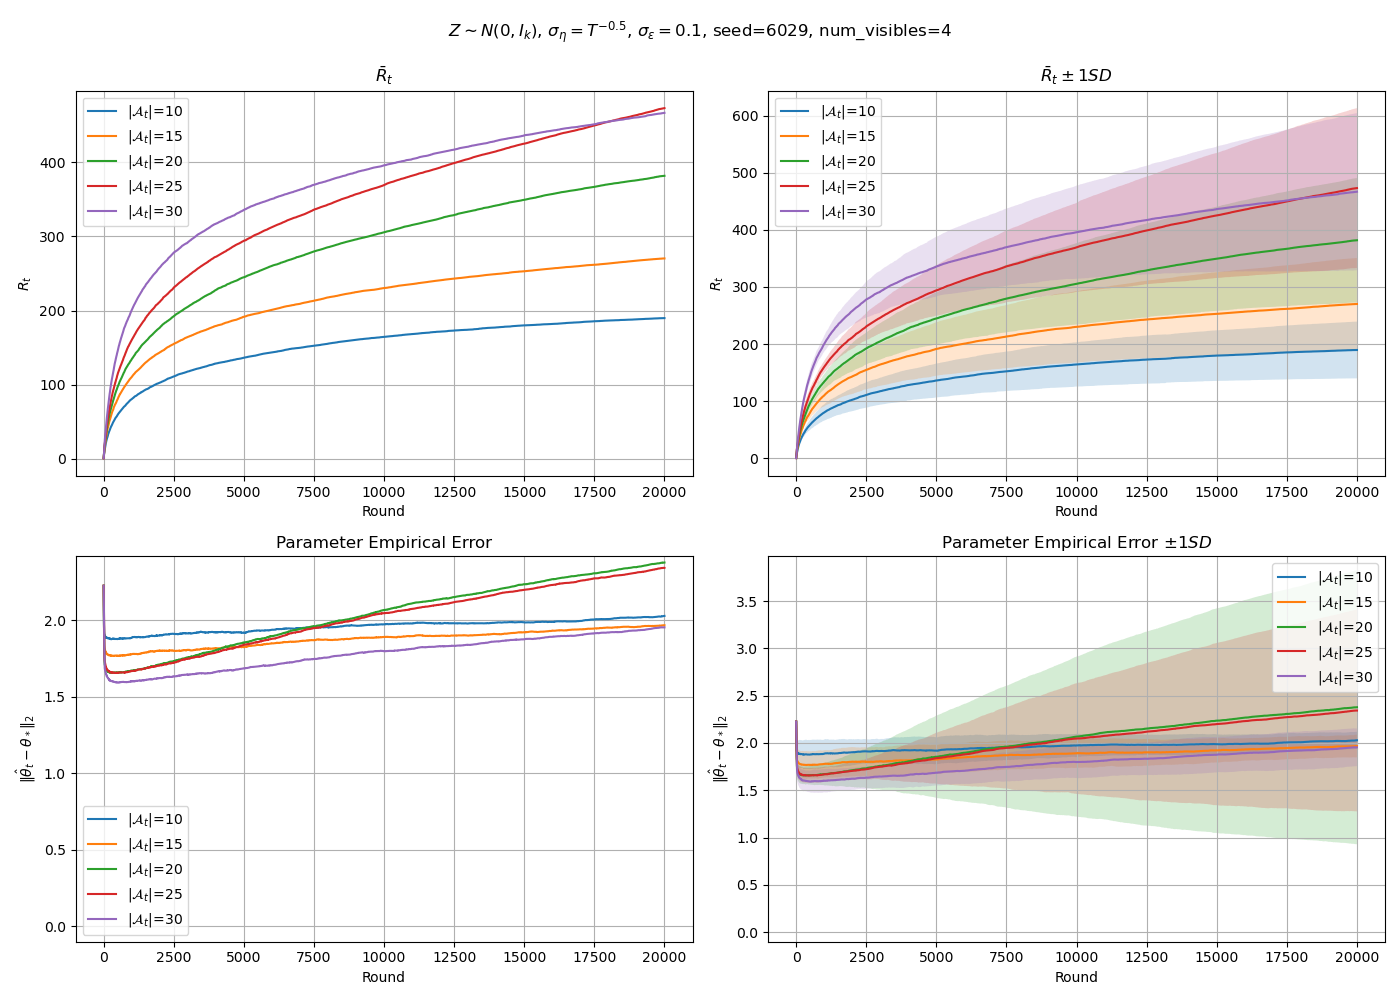 Z ∼ N(0, I_k), σ_η = T^{−0.5}, σ_ε = 0.1, seed=6029, num_visibles=4
R̄_t
|𝒜_t|=10
|𝒜_t|=15
|𝒜_t|=20
|𝒜_t|=25
|𝒜_t|=30
400
300
200
100
0
R_t
0 2500 5000 7500 10000 12500 15000 17500 20000
Round
R̄_t ± 1SD
|𝒜_t|=10
|𝒜_t|=15
|𝒜_t|=20
|𝒜_t|=25
|𝒜_t|=30
600
500
400
300
200
100
0
R_t
0 2500 5000 7500 10000 12500 15000 17500 20000
Round
Parameter Empirical Error
2.0
1.5
1.0
0.5
0.0
‖θ̂_t − θ_*‖_2
|𝒜_t|=10
|𝒜_t|=15
|𝒜_t|=20
|𝒜_t|=25
|𝒜_t|=30
0 2500 5000 7500 10000 12500 15000 17500 20000
Round
Parameter Empirical Error ±1SD
|𝒜_t|=10
|𝒜_t|=15
|𝒜_t|=20
|𝒜_t|=25
|𝒜_t|=30
3.5
3.0
2.5
2.0
1.5
1.0
0.5
0.0
‖θ̂_t − θ_*‖_2
0 2500 5000 7500 10000 12500 15000 17500 20000
Round